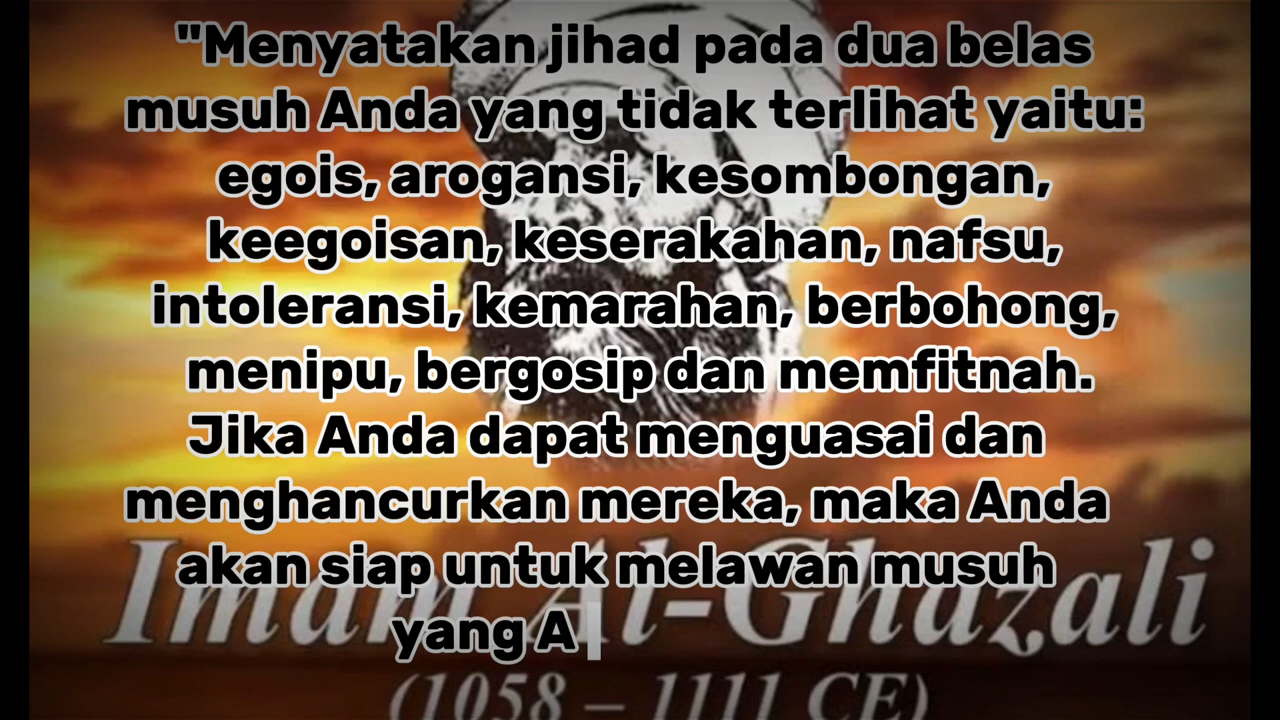 "Menyatakan jihad pada dua belas
musuh Anda yang tidak terlihat yaitu:
egois, arogansi, kesombongan,
keegoisan, keserakahan, nafsu,
intoleransi, kemarahan, berbohong,
menipu, bergosip dan memfitnah.
Jika Anda dapat menguasai dan
menghancurkan mereka, maka Anda
akan siap untuk melawan musuh
yang A
Imam Al-Ghazali
(1058 – 1111 CE)